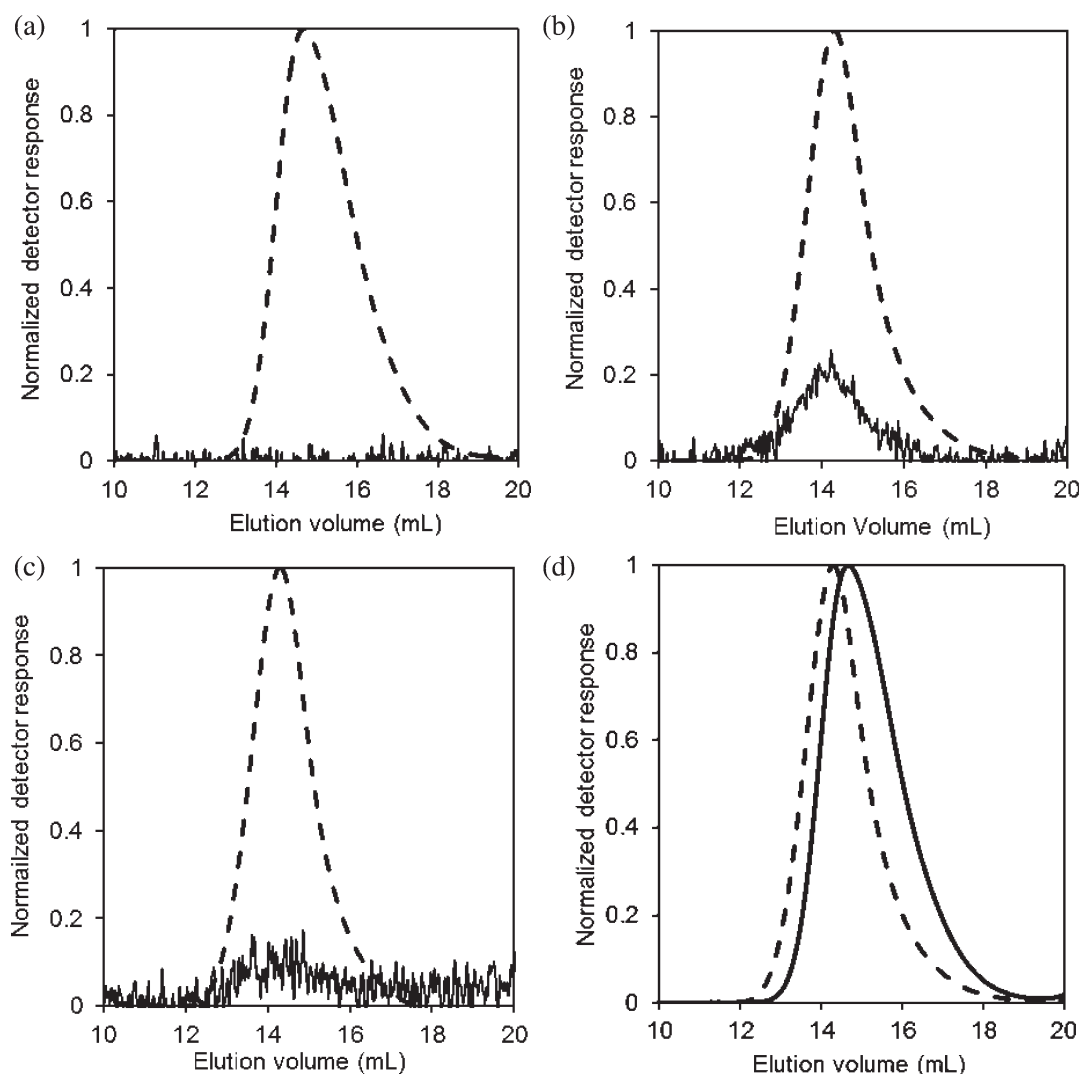 (a)
Normalized detector response
1
0.8
0.6
0.4
0.2
0
10 12 14 16 18 20
Elution volume (mL)
(b)
Normalized detector response
1
0.8
0.6
0.4
0.2
0
10 12 14 16 18 20
Elution Volume (mL)
(c)
Normailzed detector response
1
0.8
0.6
0.4
0.2
0
10 12 14 16 18 20
Elution volume (mL)
(d)
Normalized detector response
1
0.8
0.6
0.4
0.2
0
10 12 14 16 18 20
Elution volume (mL)